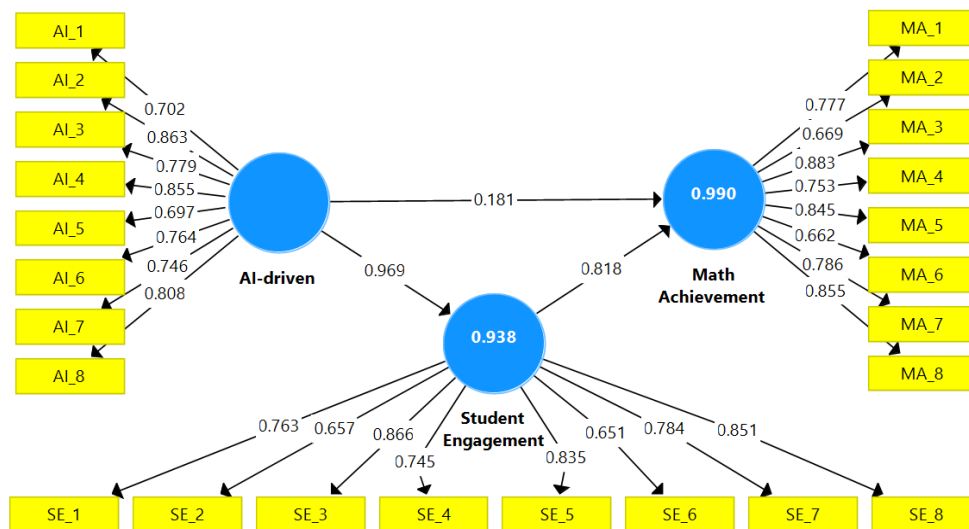 AI_1
AI_2
AI_3
AI_4
AI_5
AI_6
AI_7
AI_8
0.702
0.863
0.779
0.855
0.697
0.764
0.746
0.808
AI-driven
0.181
0.969
0.818
0.990
Math
Achievement
0.777
0.669
0.883
0.753
0.845
0.662
0.786
0.855
MA_1
MA_2
MA_3
MA_4
MA_5
MA_6
MA_7
MA_8
0.938
Student
Engagement
0.763
0.657
0.866
0.745
0.835
0.651
0.784
0.851
SE_1
SE_2
SE_3
SE_4
SE_5
SE_6
SE_7
SE_8